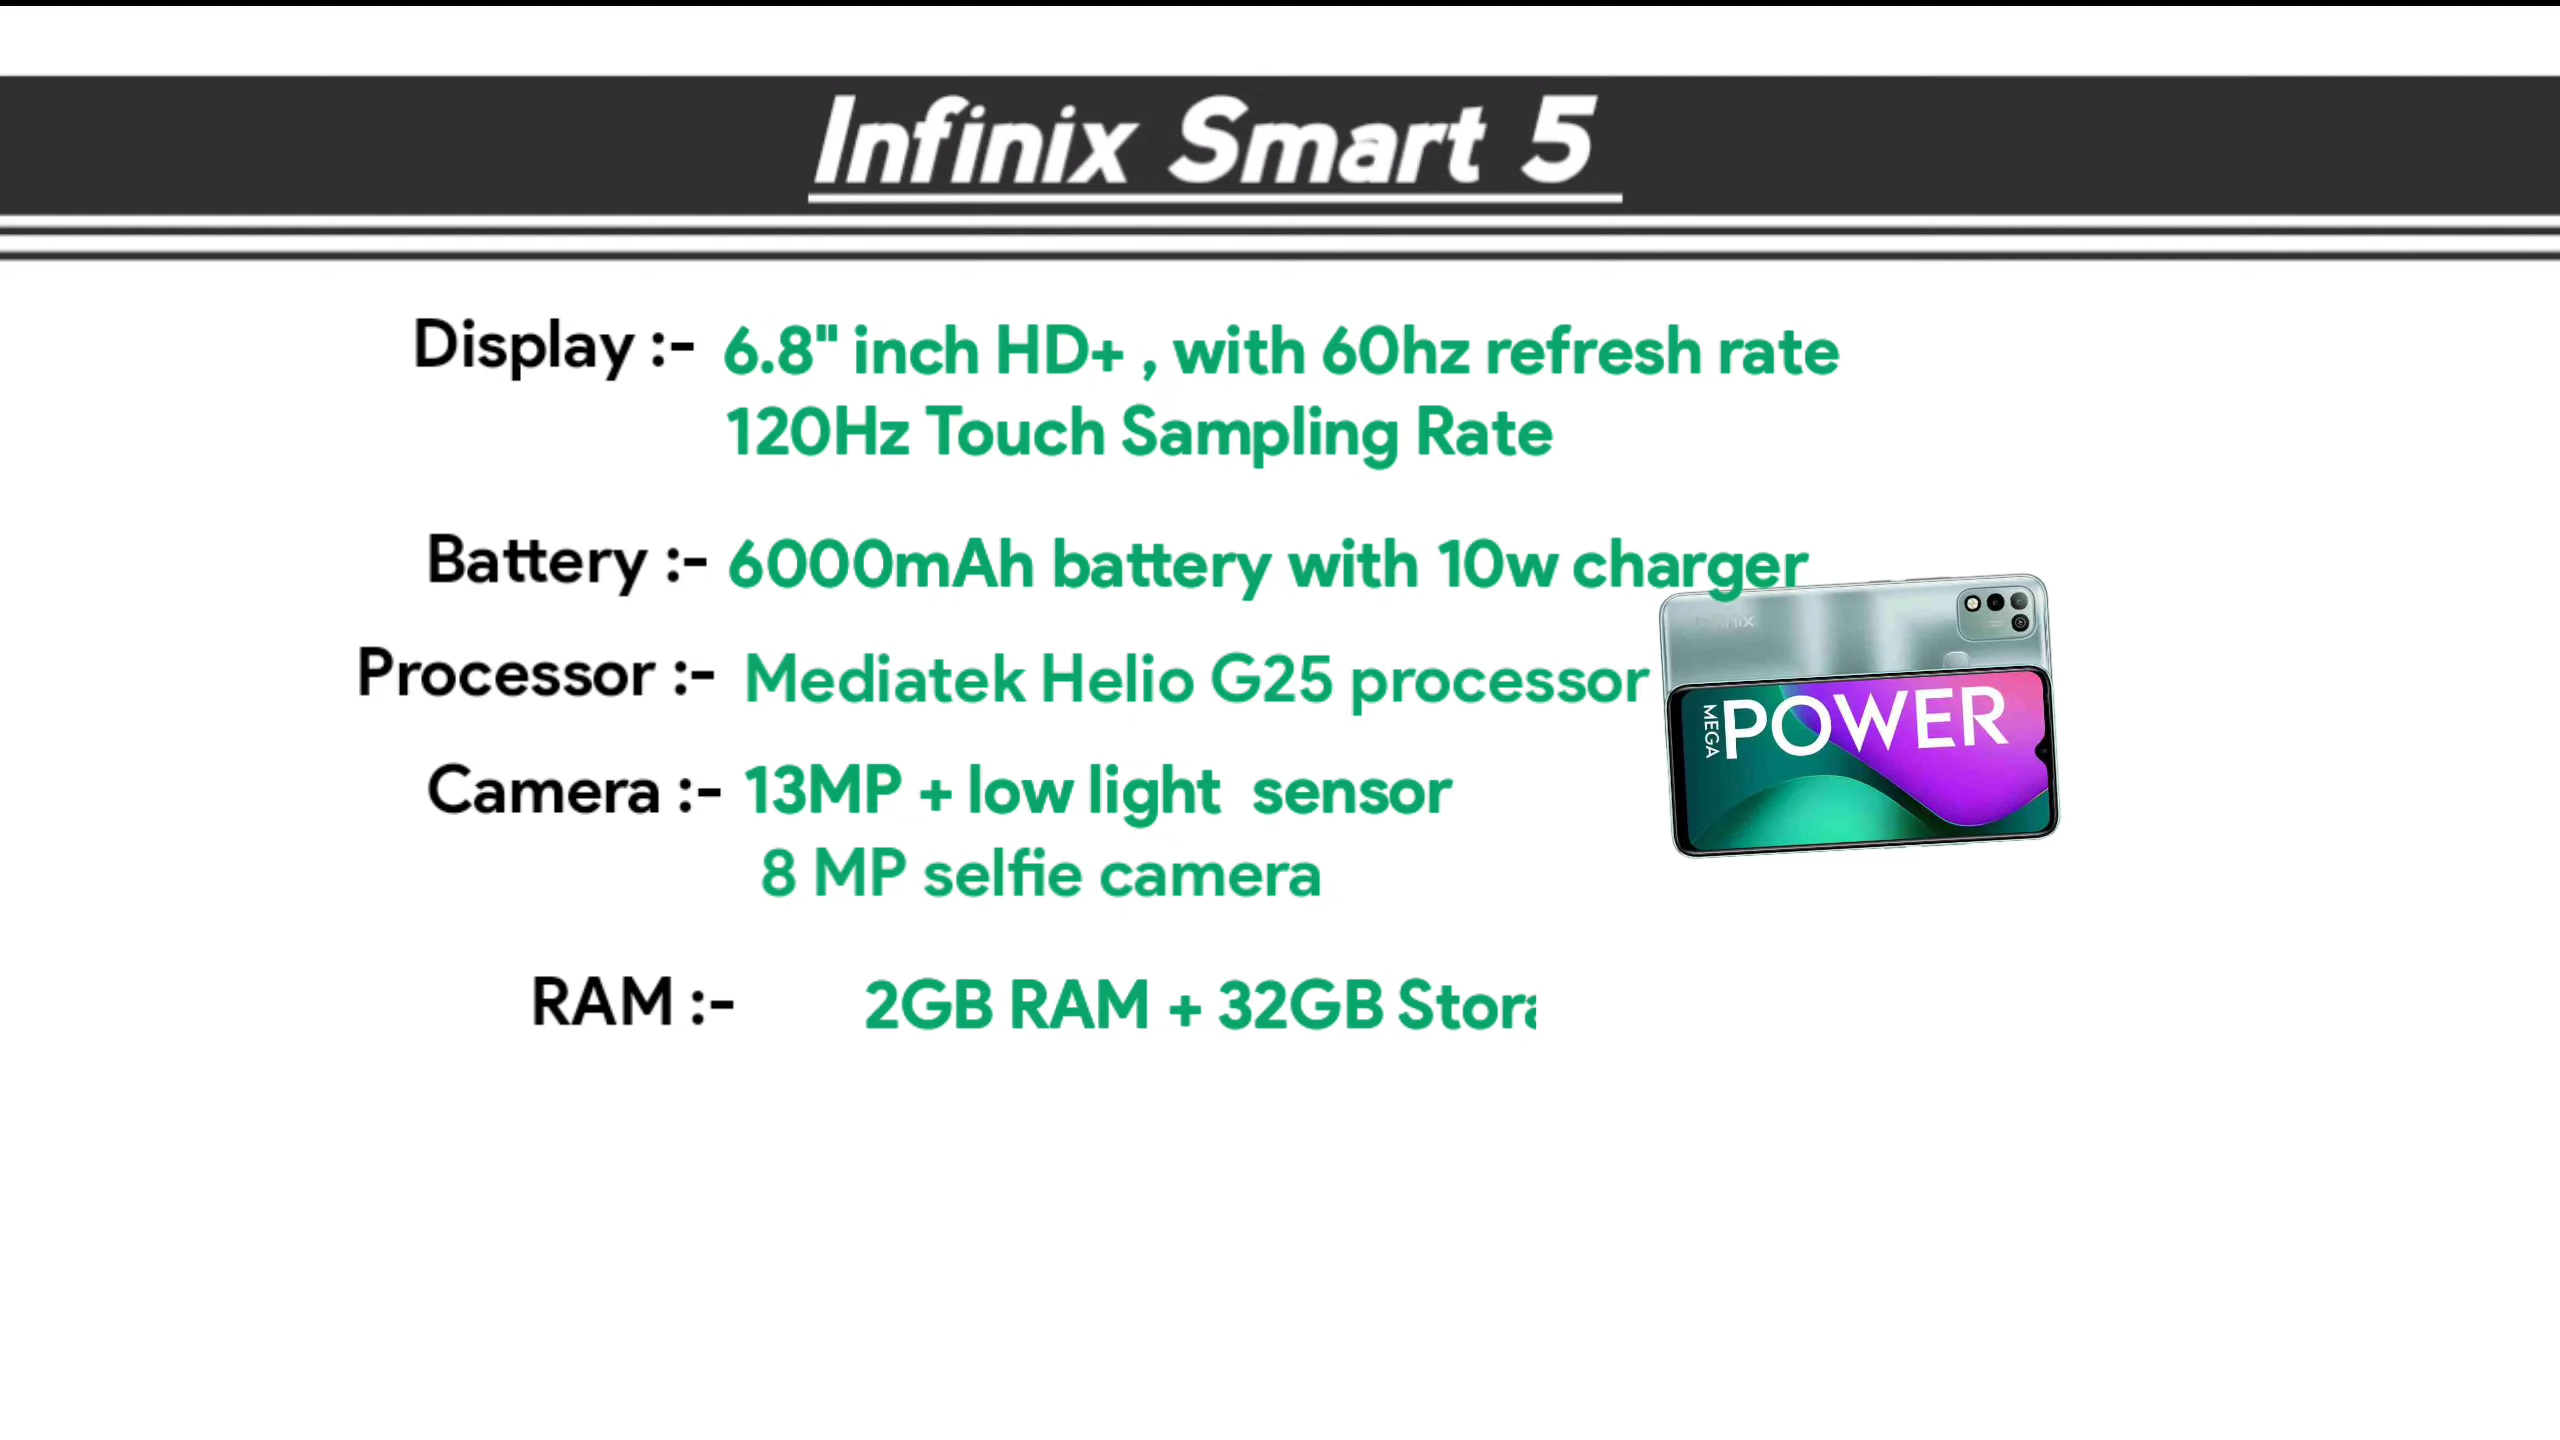 Infinix Smart 5
Display :- 6.8" inch HD+ , with 60hz refresh rate
120Hz Touch Sampling Rate
Battery :- 6000mAh battery with 10w charger
Infinix
Processor :- Mediatek Helio G25 processor
MEGA POWER
Camera :- 13MP + low light sensor
8 MP selfie camera
RAM :- 2GB RAM + 32GB Stora